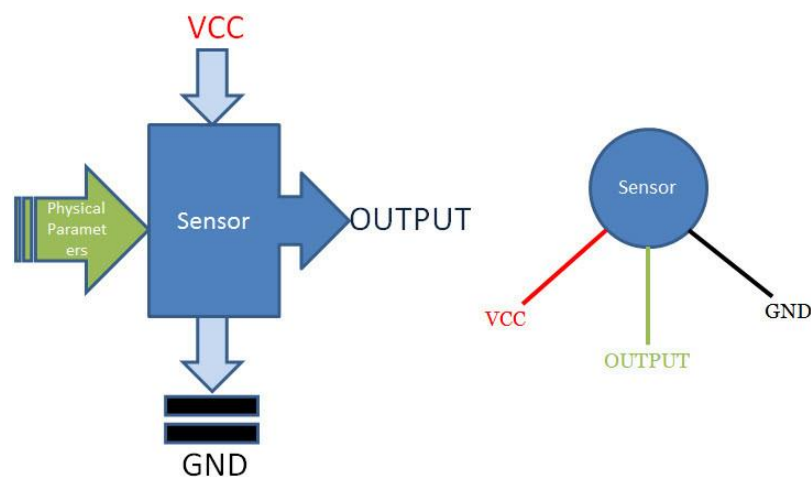 VCC
Physical
Paramet
ers
Sensor
OUTPUT
GND
Sensor
VCC
OUTPUT
GND